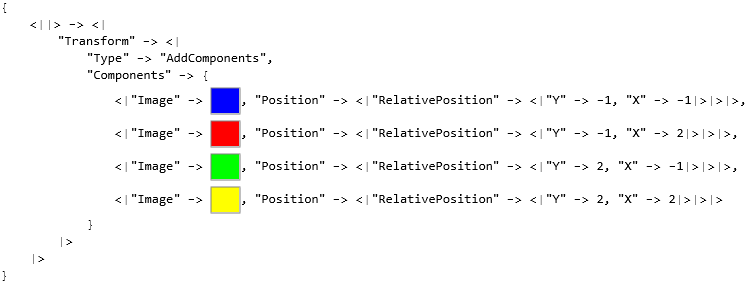 {
<||> -> <|
"Transform" -> <|
"Type" -> "AddComponents",
"Components" -> {
<|"Image" -> , "Position" -> <|"RelativePosition" -> <|"Y" -> -1, "X" -> -1|>|>|>,
<|"Image" -> , "Position" -> <|"RelativePosition" -> <|"Y" -> -1, "X" -> 2|>|>|>,
<|"Image" -> , "Position" -> <|"RelativePosition" -> <|"Y" -> 2, "X" -> -1|>|>|>,
<|"Image" -> , "Position" -> <|"RelativePosition" -> <|"Y" -> 2, "X" -> 2|>|>|>
}
|>
|>
}